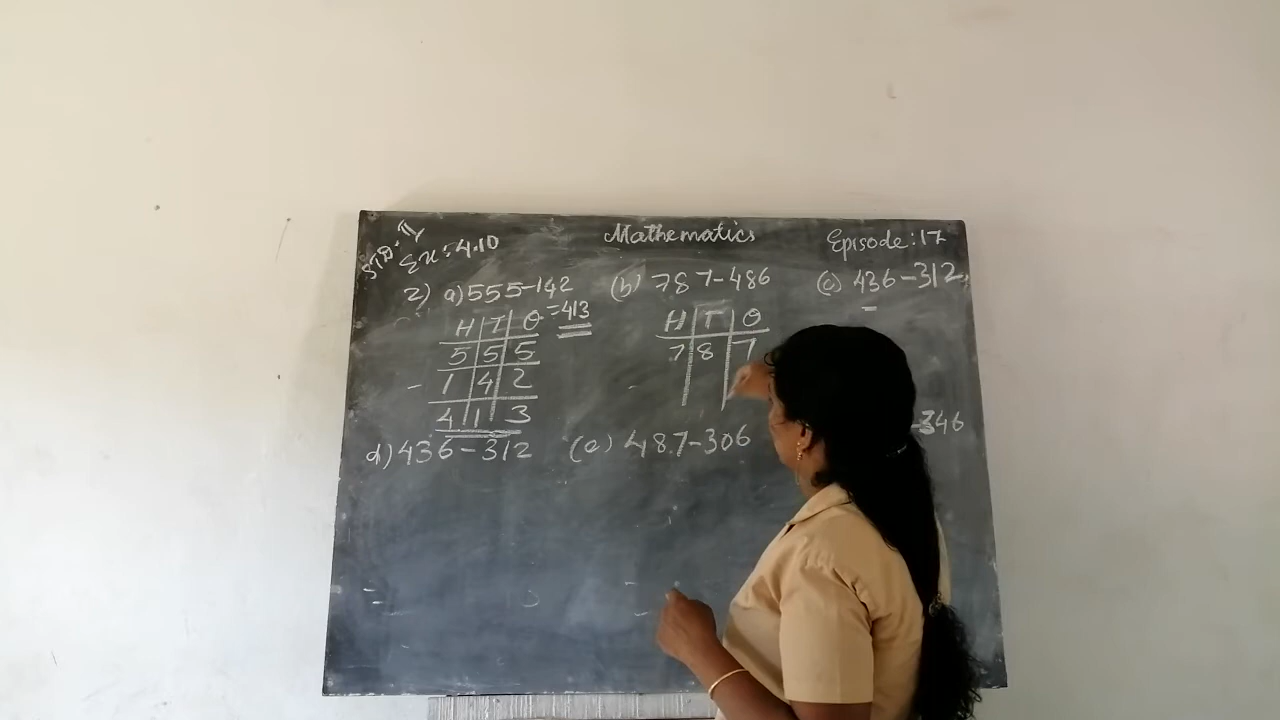 STD: IV Mathematics Episode: 17
Ex: 4.10
2) a) 555-142 (b) 787-486 (c) 436-312
=413
H T O H T O
5 5 5 7 8 7
- 1 4 2
4 1 3
-346
d) 436-312 (e) 487-306